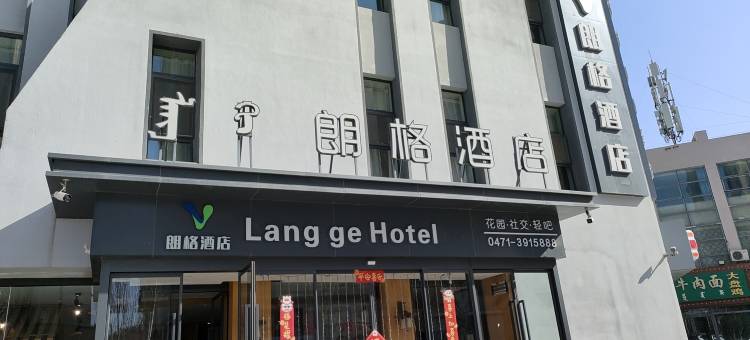 朗格酒店
朗格酒店
朗格酒店
Lang ge Hotel
花园·社交·轻吧
0471-3915888
牛肉面
大盘鸡